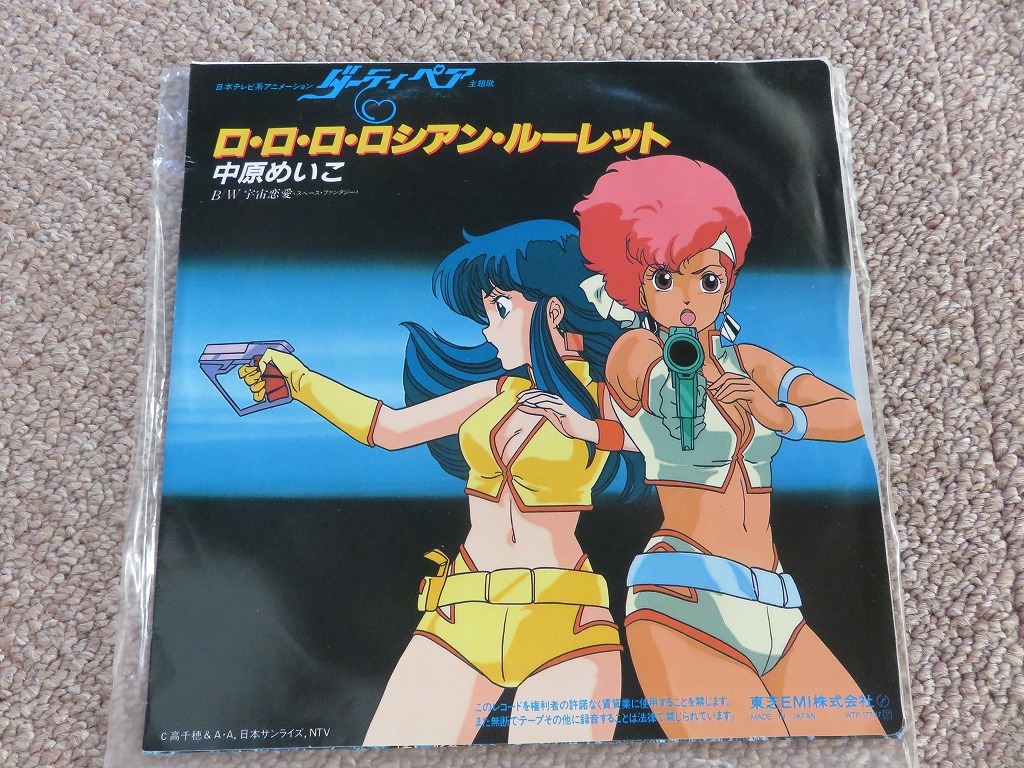 日本テレビ系アニメーション ダーティペア 主題歌
ロ・ロ・ロ・ロシアン・ルーレット
中原めいこ
B/W 宇宙恋愛(スペース・ファンタジー)
このレコードを権利者の許諾なく賃貸業に使用することを禁じます。
また無断でテープその他に録音することは法律で禁じられています。
東芝EMI株式会社
MADE IN JAPAN
C 高千穂&A・A,日本サンライズ,NTV